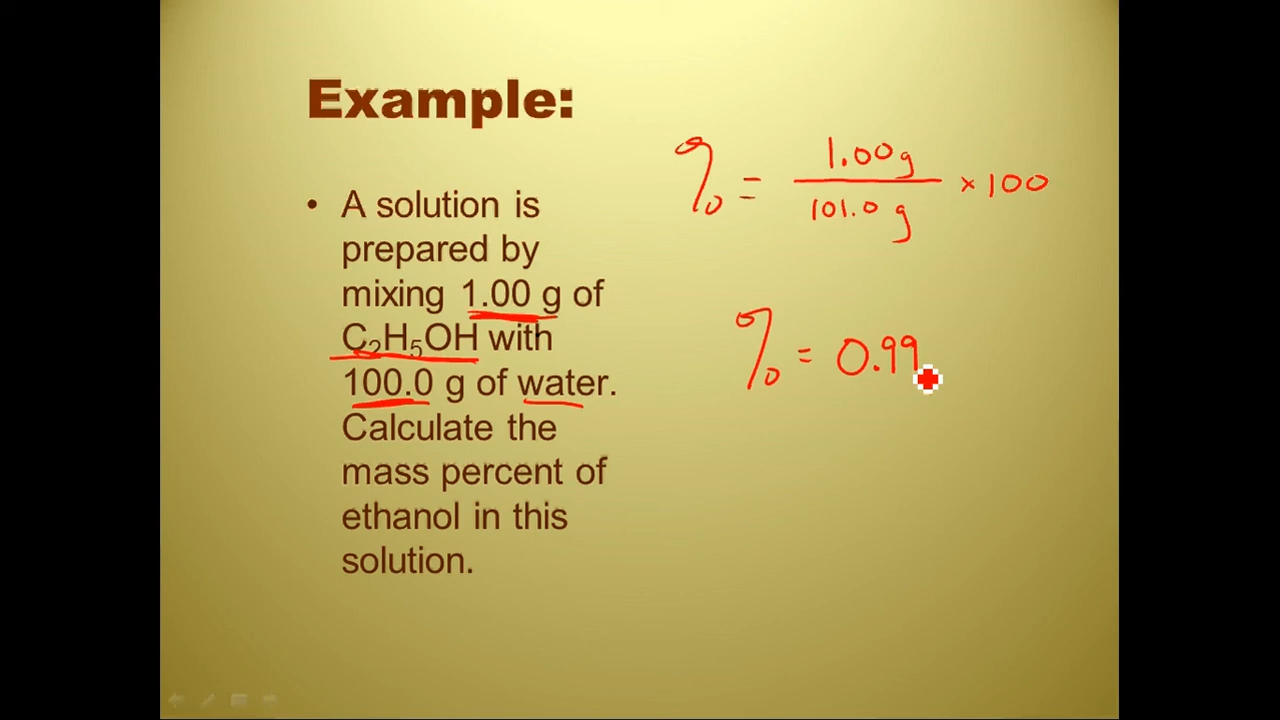 Example:
• A solution is
prepared by
mixing 1.00 g of
C₂H₅OH with
100.0 g of water.
Calculate the
mass percent of
ethanol in this
solution.
% = 1.00g / 101.0 g × 100
% = 0.99